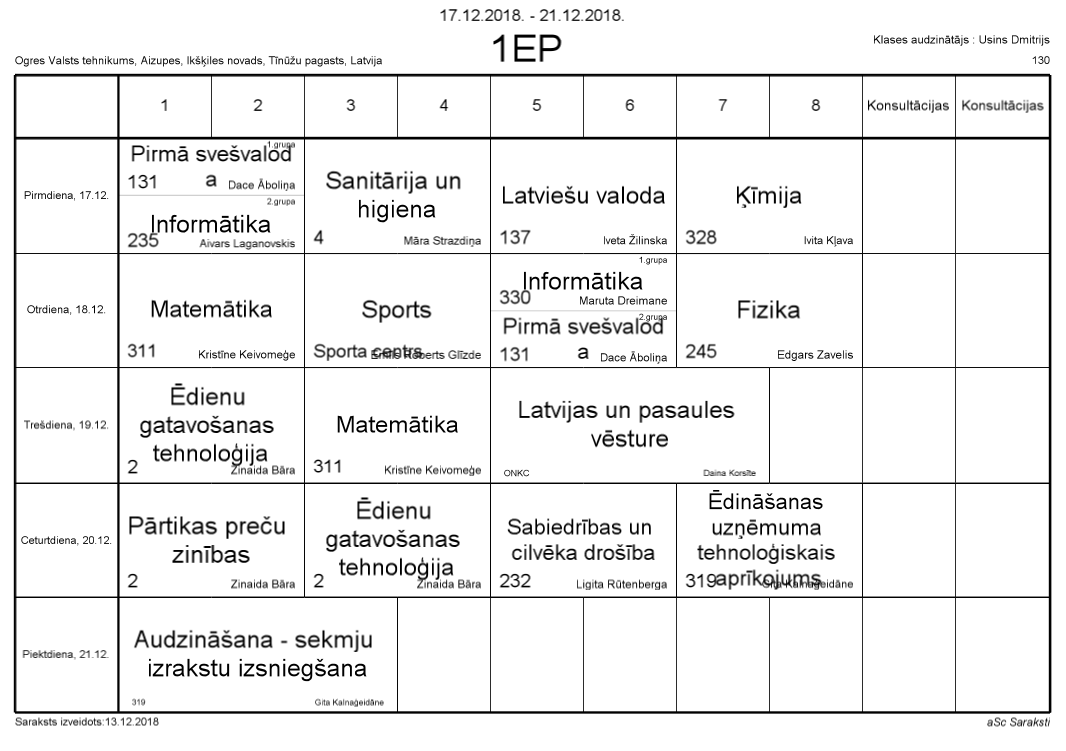 17.12.2018. - 21.12.2018.
1EP
Klases audzinātājs : Usins Dmitrijs
Ogres Valsts tehnikums, Aizupes, Ikšķiles novads, Tīnūžu pagasts, Latvija
130
1 2 3 4 5 6 7 8 Konsultācijas Konsultācijas
Pirmdiena, 17.12.
1.grupa
Pirmā svešvalod
a
131
Dace Āboliņa
2.grupa
Informātika
235
Aivars Laganovskis
Sanitārija un
higiena
4
Māra Strazdiņa
Latviešu valoda
137
Iveta Žilinska
Ķīmija
328
Ivita Kļava
Otrdiena, 18.12.
Matemātika
311
Kristīne Keivomeģe
Sports
Sporta centrs
Emīls Roberts Glīzde
1.grupa
Informātika
330
Maruta Dreimane
2.grupa
Pirmā svešvalod
a
131
Dace Āboliņa
Fizika
245
Edgars Zavelis
Trešdiena, 19.12.
Ēdienu
gatavošanas
tehnoloģija
2
Zinaida Bāra
Matemātika
311
Kristīne Keivomeģe
Latvijas un pasaules
vēsture
ONKC
Daina Korsīte
Ceturtdiena, 20.12.
Pārtikas preču
zinības
2
Zinaida Bāra
Ēdienu
gatavošanas
tehnoloģija
2
Zinaida Bāra
Sabiedrības un
cilvēka drošība
232
Ligita Rūtenberga
Ēdināšanas
uzņēmuma
tehnoloģiskais
aprīkojums
319
Gita Kalnaģeidāne
Piektdiena, 21.12.
Audzināšana - sekmju
izrakstu izsniegšana
319
Gita Kalnaģeidāne
Saraksts izveidots:13.12.2018
aSc Saraksti